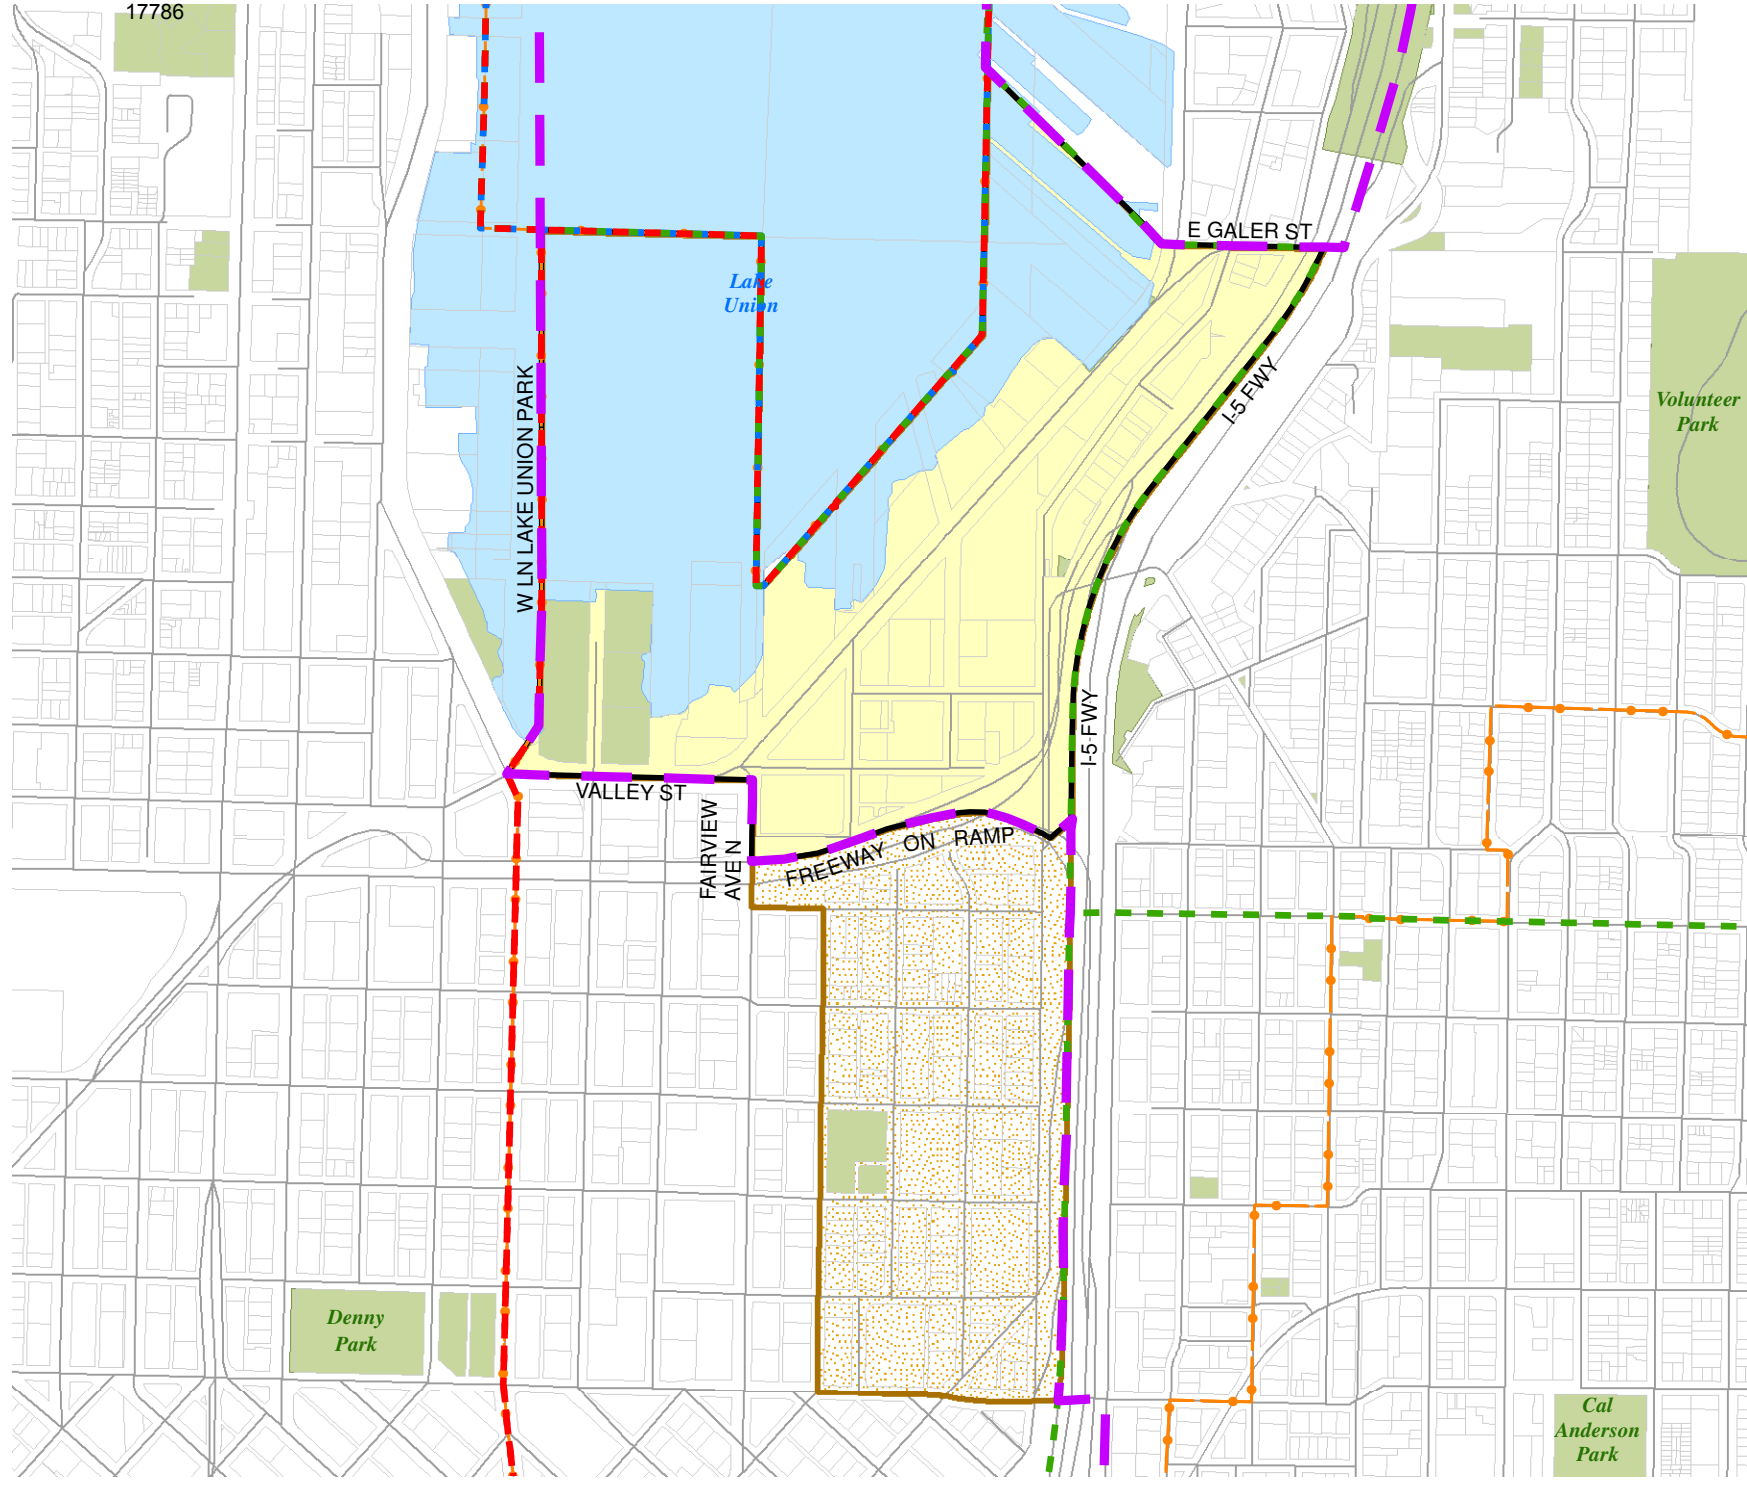 17786
E GALER ST
Lake
Union
I-5 FWY
W LN LAKE UNION PARK
Volunteer
Park
I-5 FWY
VALLEY ST
FAIRVIEW
AVE N
FREEWAY ON RAMP
Denny
Park
Cal
Anderson
Park